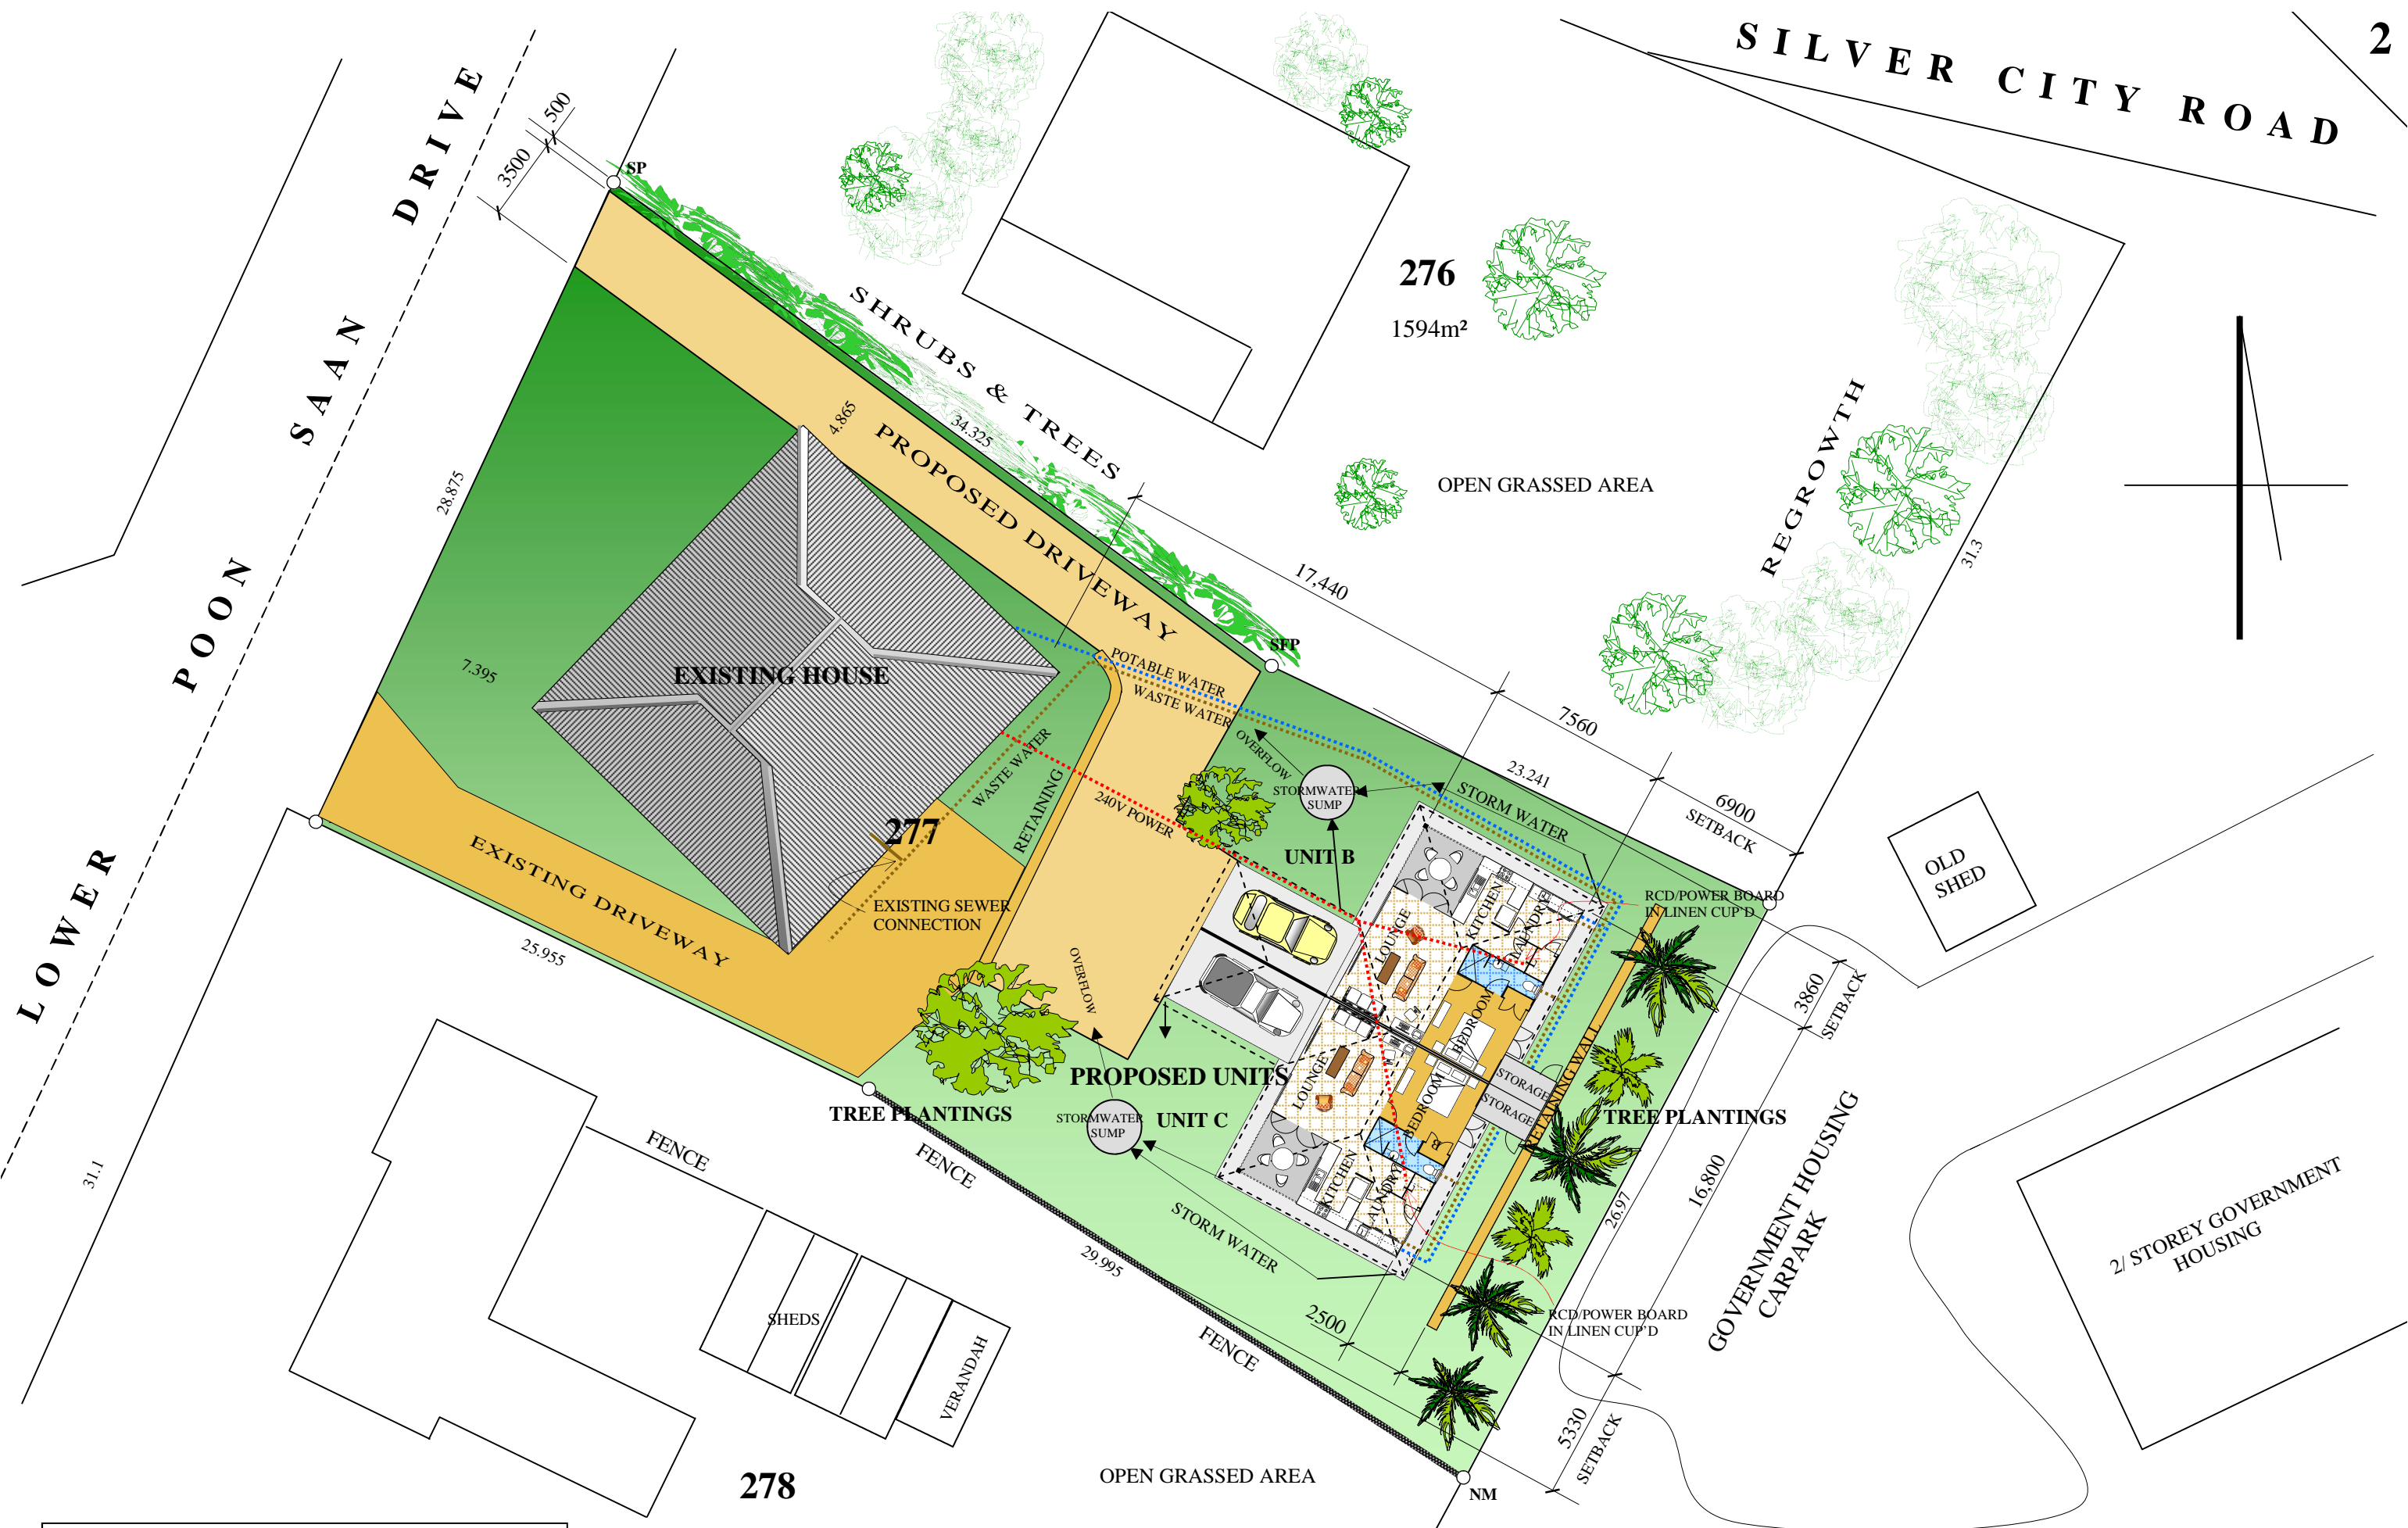 SILVER CITY ROAD
2
LOWER POON SAAN DRIVE
500
3500
SP
SHRUBS & TREES
276
1594m²
34.325
4.865
PROPOSED DRIVEWAY
OPEN GRASSED AREA
REGROWTH
31.3
28.875
17,440
7.395
EXISTING HOUSE
SFP
POTABLE WATER
WASTE WATER
7560
23.241
6900
SETBACK
OVERFLOW
WASTE WATER
RETAINING
240V POWER
STORMWATER
SUMP
STORM WATER
277
UNIT B
EXISTING DRIVEWAY
EXISTING SEWER
CONNECTION
25.955
LOUNGE
KITCHEN
LAUNDRY
BEDROOM
RCD/POWER BOARD
IN LINEN CUP'D
OLD
SHED
3860
SETBACK
OVERFLOW
PROPOSED UNITS
TREE PLANTINGS
STORMWATER
SUMP
UNIT C
LOUNGE
BEDROOM
B
KITCHEN
LAUNDRY
STORAGE
STORAGE
RETAINING WALL
TREE PLANTINGS
FENCE
FENCE
STORM WATER
29.995
26.97
16,800
GOVERNMENT HOUSING
CARPARK
2/ STOREY GOVERNMENT
HOUSING
31.1
SHEDS
VERANDAH
2500
FENCE
RCD/POWER BOARD
IN LINEN CUP'D
5330
SETBACK
278
OPEN GRASSED AREA
NM